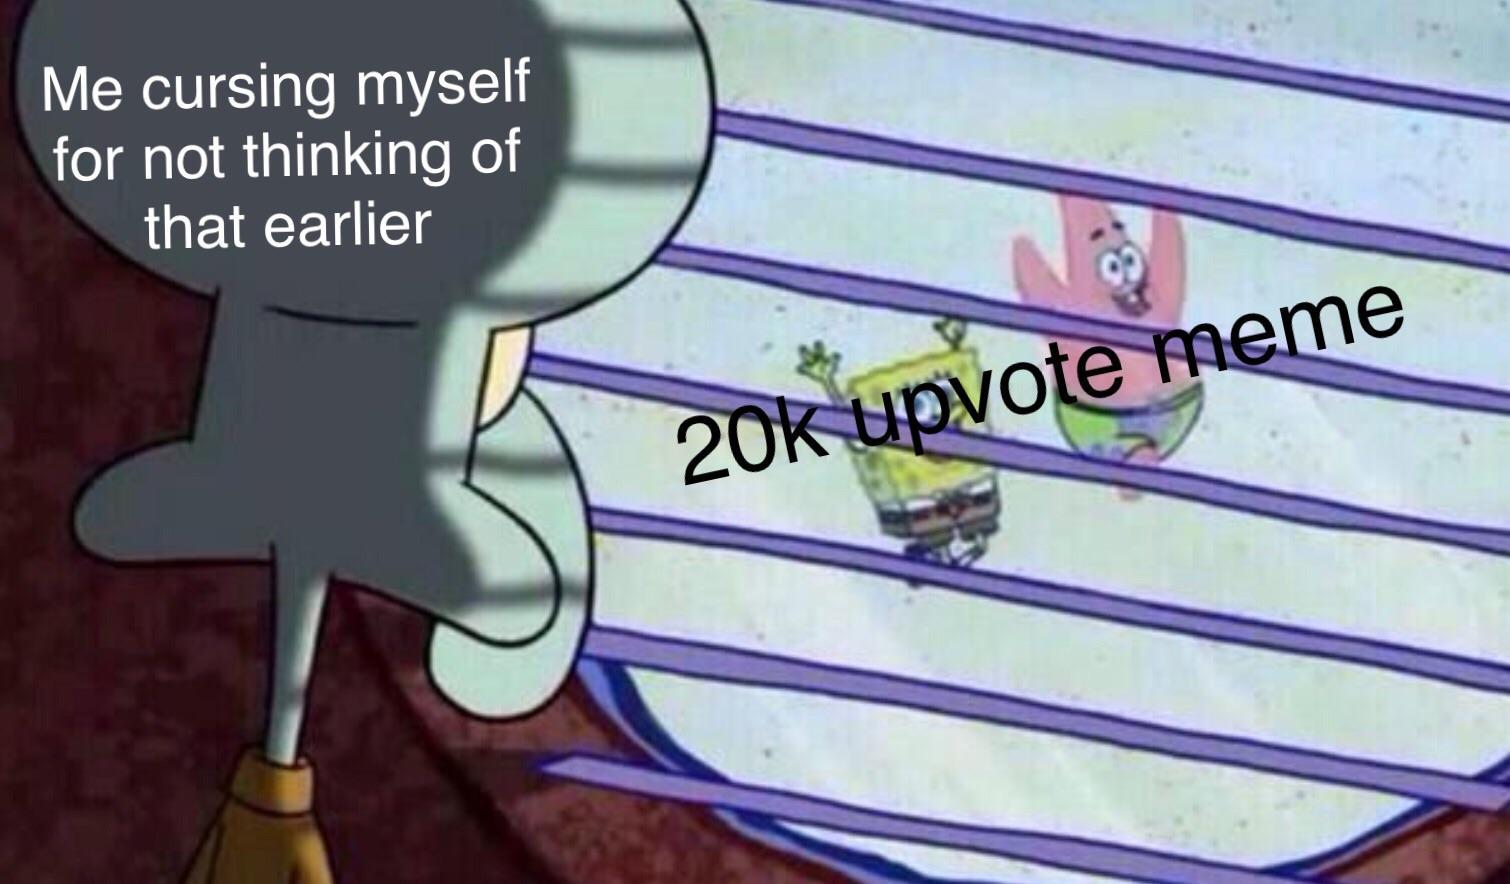 Me cursing myself
for not thinking of
that earlier
20k upvote meme